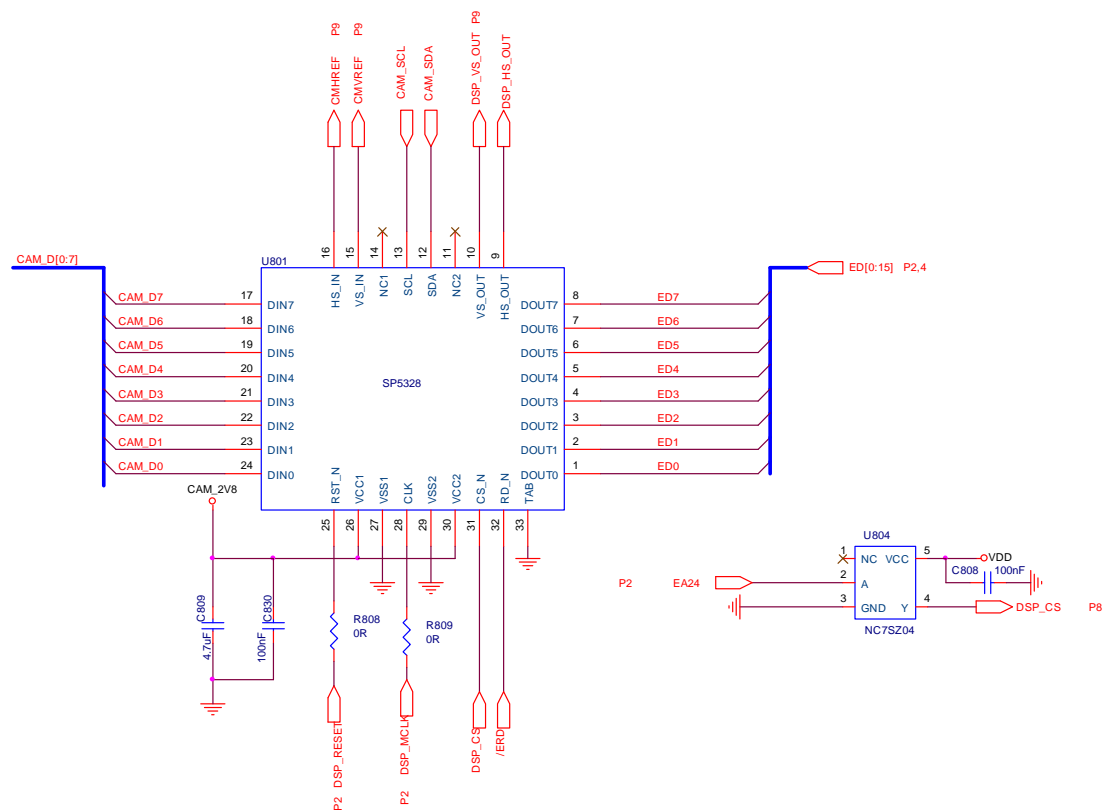 CMHREF P9
CMVREF P9
CAM_SCL
CAM_SDA
DSP_VS_OUT P9
DSP_HS_OUT
16
15
14
13
12
11
10
9
CAM_D[0:7]
U801
ED[0:15] P2,4
HS_IN
VS_IN
NC1
SCL
SDA
NC2
VS_OUT
HS_OUT
CAM_D7 17 DIN7 DOUT7 8 ED7
CAM_D6 18 DIN6 DOUT6 7 ED6
CAM_D5 19 DIN5 DOUT5 6 ED5
CAM_D4 20 DIN4 DOUT4 5 ED4
SP5328
CAM_D3 21 DIN3 DOUT3 4 ED3
CAM_D2 22 DIN2 DOUT2 3 ED2
CAM_D1 23 DIN1 DOUT1 2 ED1
CAM_D0 24 DIN0 DOUT0 1 ED0
CAM_2V8
RST_N
VCC1
VSS1
CLK
VSS2
VCC2
CS_N
RD_N
TAB
25
26
27
28
29
30
31
32
33
C809
4.7uF
C830
100nF
R808
0R
R809
0R
P2 DSP_RESET
P2 DSP_MCLK
DSP_CS
/ERD
U804
1 NC VCC 5 VDD
C808 100nF
P2 EA24 2 A
3 GND Y 4 DSP_CS P8
NC7SZ04